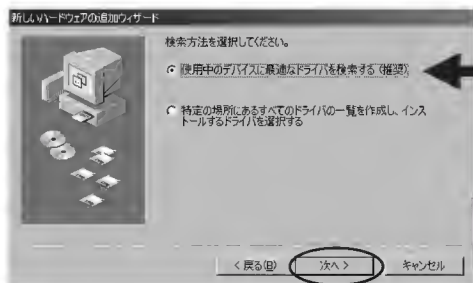 新しいハードウェアの追加ウィザード
検索方法を選択してください。
使用中のデバイスに最適なドライバを検索する（推奨）
特定の場所にあるすべてのドライバの一覧を作成し、インス
トールするドライバを選択する
< 戻る(B)
次へ >
キャンセル